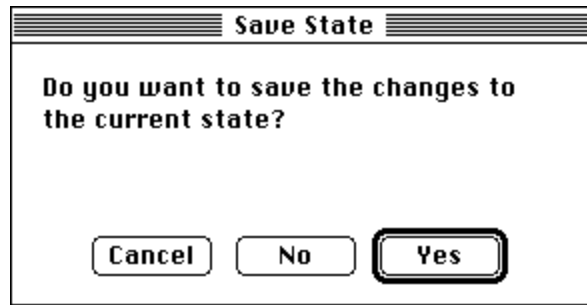 Save State
Do you want to save the changes to
the current state?
Cancel
No
Yes